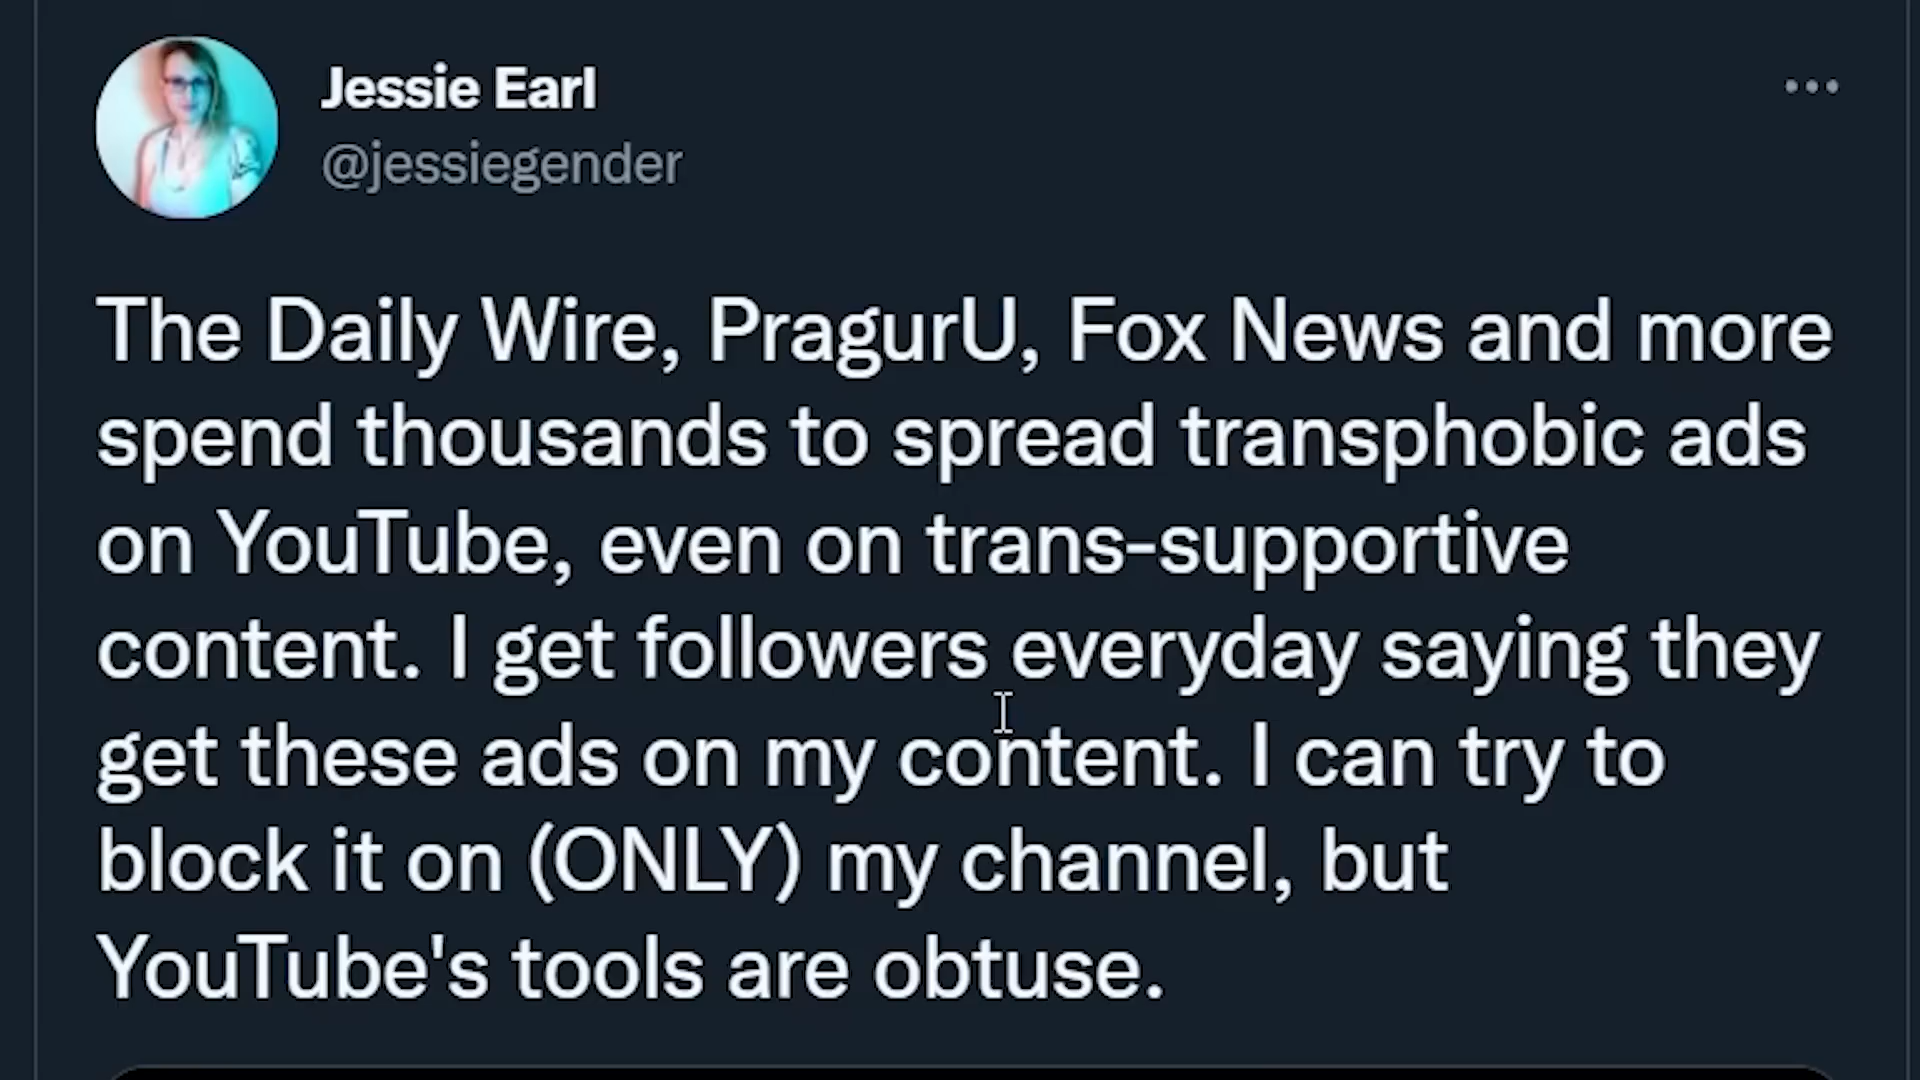 Jessie Earl
@jessiegender
The Daily Wire, PragurU, Fox News and more
spend thousands to spread transphobic ads
on YouTube, even on trans-supportive
content. I get followers everyday saying they
get these ads on my content. I can try to
block it on (ONLY) my channel, but
YouTube's tools are obtuse.